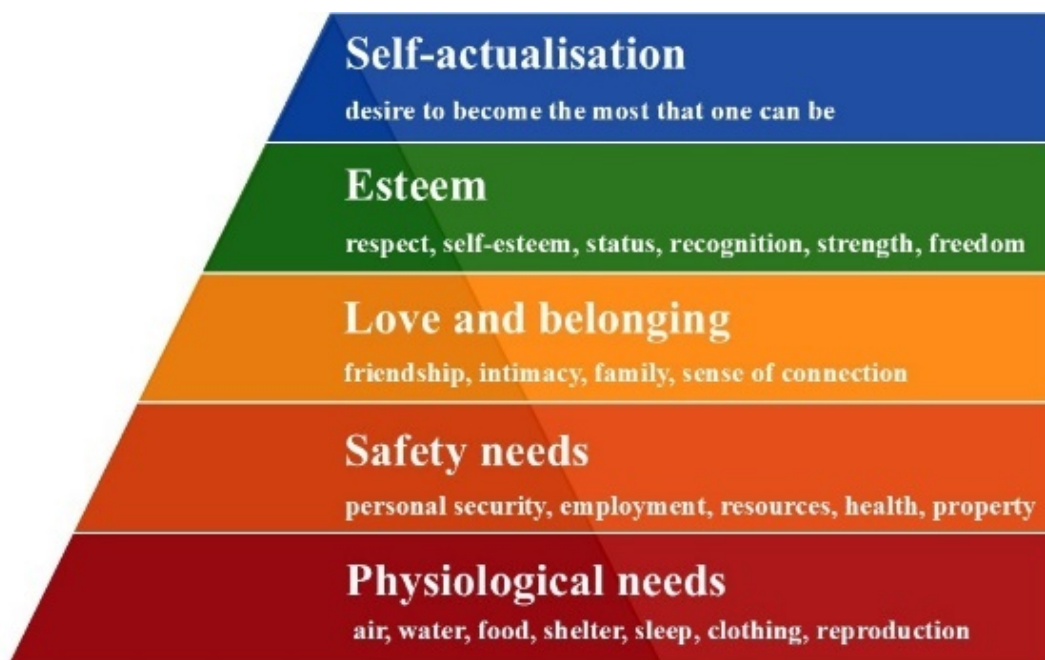 Self-actualisation
desire to become the most that one can be
Esteem
respect, self-esteem, status, recognition, strength, freedom
Love and belonging
friendship, intimacy, family, sense of connection
Safety needs
personal security, employment, resources, health, property
Physiological needs
air, water, food, shelter, sleep, clothing, reproduction